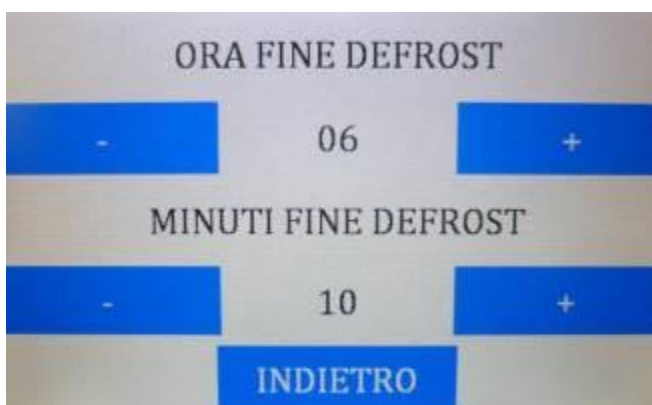 ORA FINE DEFROST
- 06 +
MINUTI FINE DEFROST
- 10 +
INDIETRO